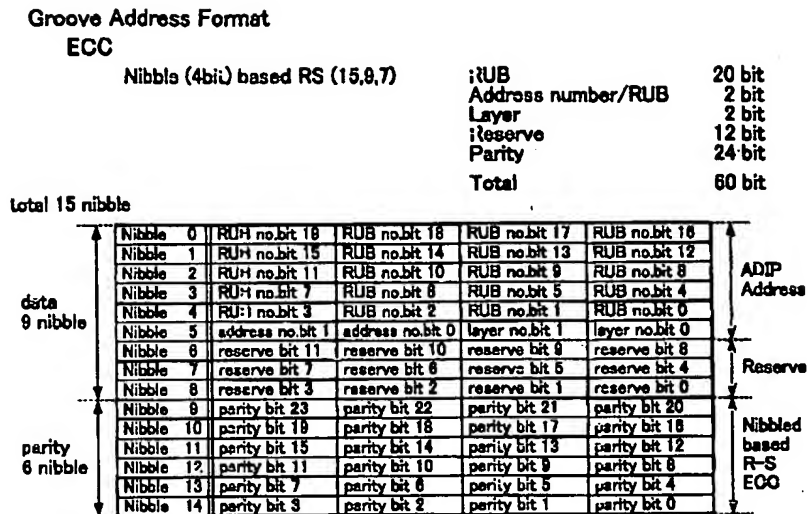 Groove Address Format
ECC
Nibble (4bit) based RS (15,9,7)
RUB 20 bit
Address number/RUB 2 bit
Layer 2 bit
Reserve 12 bit
Parity 24 bit
Total 60 bit
total 15 nibble
Nibble 0 RUB no.bit 19 RUB no.bit 18 RUB no.bit 17 RUB no.bit 16
Nibble 1 RUB no.bit 15 RUB no.bit 14 RUB no.bit 13 RUB no.bit 12
Nibble 2 RUB no.bit 11 RUB no.bit 10 RUB no.bit 9 RUB no.bit 8
Nibble 3 RUB no.bit 7 RUB no.bit 6 RUB no.bit 5 RUB no.bit 4
Nibble 4 RUB no.bit 3 RUB no.bit 2 RUB no.bit 1 RUB no.bit 0
Nibble 5 address no.bit 1 address no.bit 0 layer no.bit 1 layer no.bit 0
Nibble 6 reserve bit 11 reserve bit 10 reserve bit 9 reserve bit 8
Nibble 7 reserve bit 7 reserve bit 6 reserve bit 5 reserve bit 4
Nibble 8 reserve bit 3 reserve bit 2 reserve bit 1 reserve bit 0
Nibble 9 parity bit 23 parity bit 22 parity bit 21 parity bit 20
Nibble 10 parity bit 19 parity bit 18 parity bit 17 parity bit 16
Nibble 11 parity bit 15 parity bit 14 parity bit 13 parity bit 12
Nibble 12 parity bit 11 parity bit 10 parity bit 9 parity bit 8
Nibble 13 parity bit 7 parity bit 6 parity bit 5 parity bit 4
Nibble 14 parity bit 3 parity bit 2 parity bit 1 parity bit 0
data
9 nibble
parity
6 nibble
ADIP
Address
Reserve
Nibbled
based
R-S
ECC